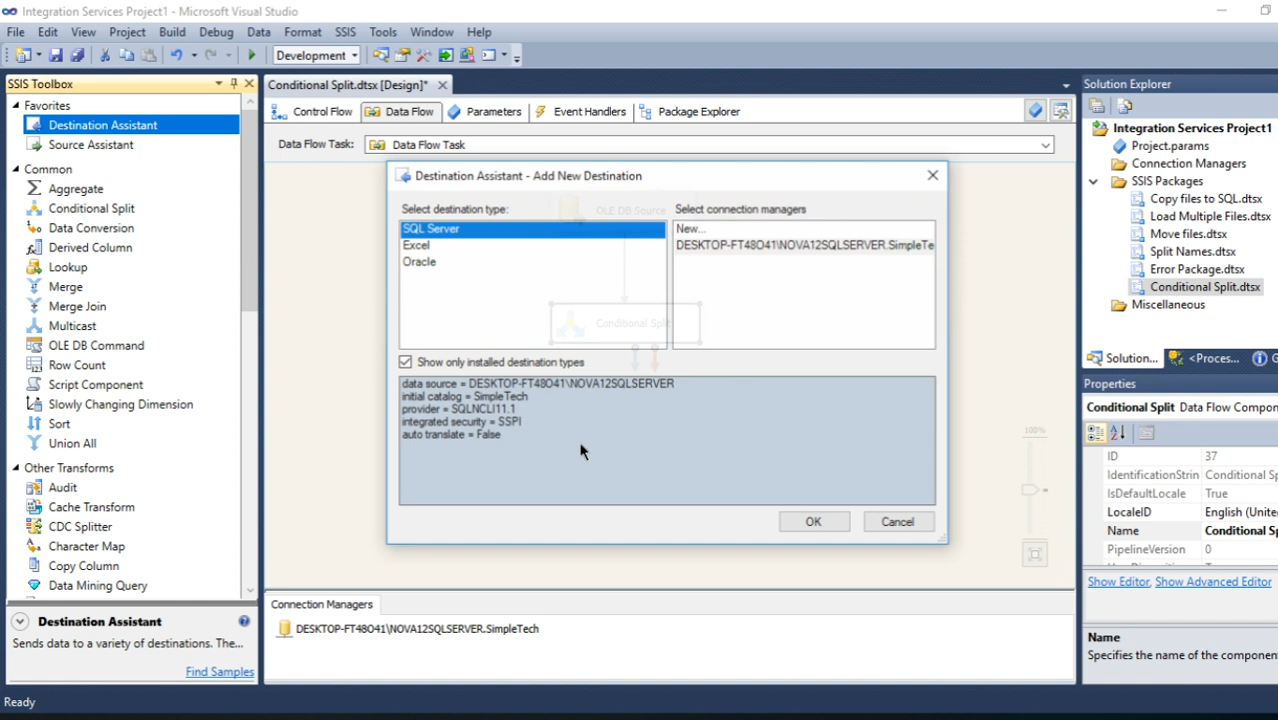 Integration Services Project1 - Microsoft Visual Studio
File Edit View Project Build Debug Data Format SSIS Tools Window Help
Development
SSIS Toolbox
Favorites
Destination Assistant
Source Assistant
Common
Aggregate
Conditional Split
Data Conversion
Derived Column
Lookup
Merge
Merge Join
Multicast
OLE DB Command
Row Count
Script Component
Slowly Changing Dimension
Sort
Union All
Other Transforms
Audit
Cache Transform
CDC Splitter
Character Map
Copy Column
Data Mining Query
Destination Assistant
Sends data to a variety of destinations. The...
Find Samples
Conditional Split.dtsx [Design]*
Control Flow Data Flow Parameters Event Handlers Package Explorer
Data Flow Task: Data Flow Task
Destination Assistant - Add New Destination
Select destination type:
SQL Server
Excel
Oracle
Select connection managers
New...
DESKTOP-FT48O41\NOVA12SQLSERVER.SimpleTe
OLE DB Source
Conditional Split
Show only installed destination types
data source = DESKTOP-FT48O41\NOVA12SQLSERVER
initial catalog = SimpleTech
provider = SQLNCLI11.1
integrated security = SSPI
auto translate = False
OK Cancel
100%
Connection Managers
DESKTOP-FT48O41\NOVA12SQLSERVER.SimpleTech
Solution Explorer
Integration Services Project1
Project.params
Connection Managers
SSIS Packages
Copy files to SQL.dtsx
Load Multiple Files.dtsx
Move files.dtsx
Split Names.dtsx
Error Package.dtsx
Conditional Split.dtsx
Miscellaneous
Solution... <Proces...
Properties
Conditional Split Data Flow Compo
ID 37
IdentificationStrin Conditional S
IsDefaultLocale True
LocaleID English (Unite
Name Conditional Sp
PipelineVersion 0
Show Editor, Show Advanced Editor
Name
Specifies the name of the component
Ready